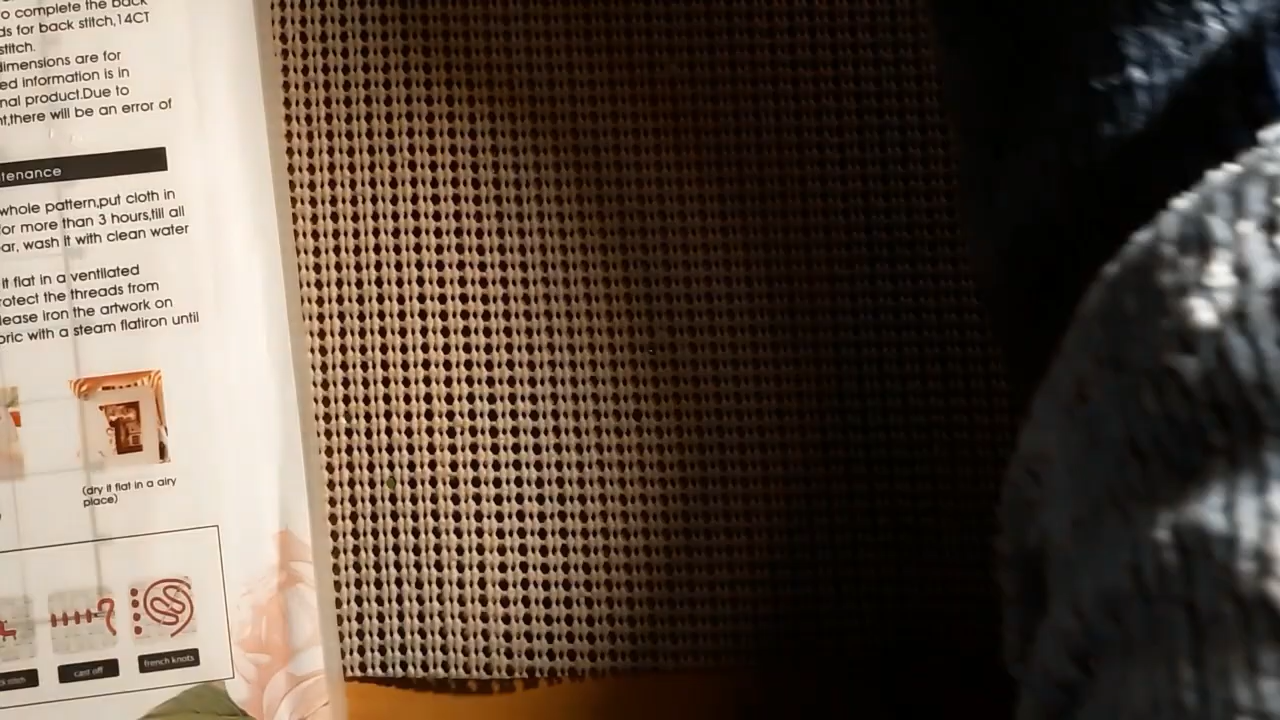 o complete the back
ds for back stitch,14CT
stitch.
dimensions are for
ed information is in
nal product.Due to
nt,there will be an error of
tenance
whole pattern,put cloth in
or more than 3 hours,till all
ar, wash it with clean water
it flat in a ventilated
rotect the threads from
lease iron the artwork on
bric with a steam flatiron until
(dry it flat in a airy
place)
k stitch
cast off
french knots